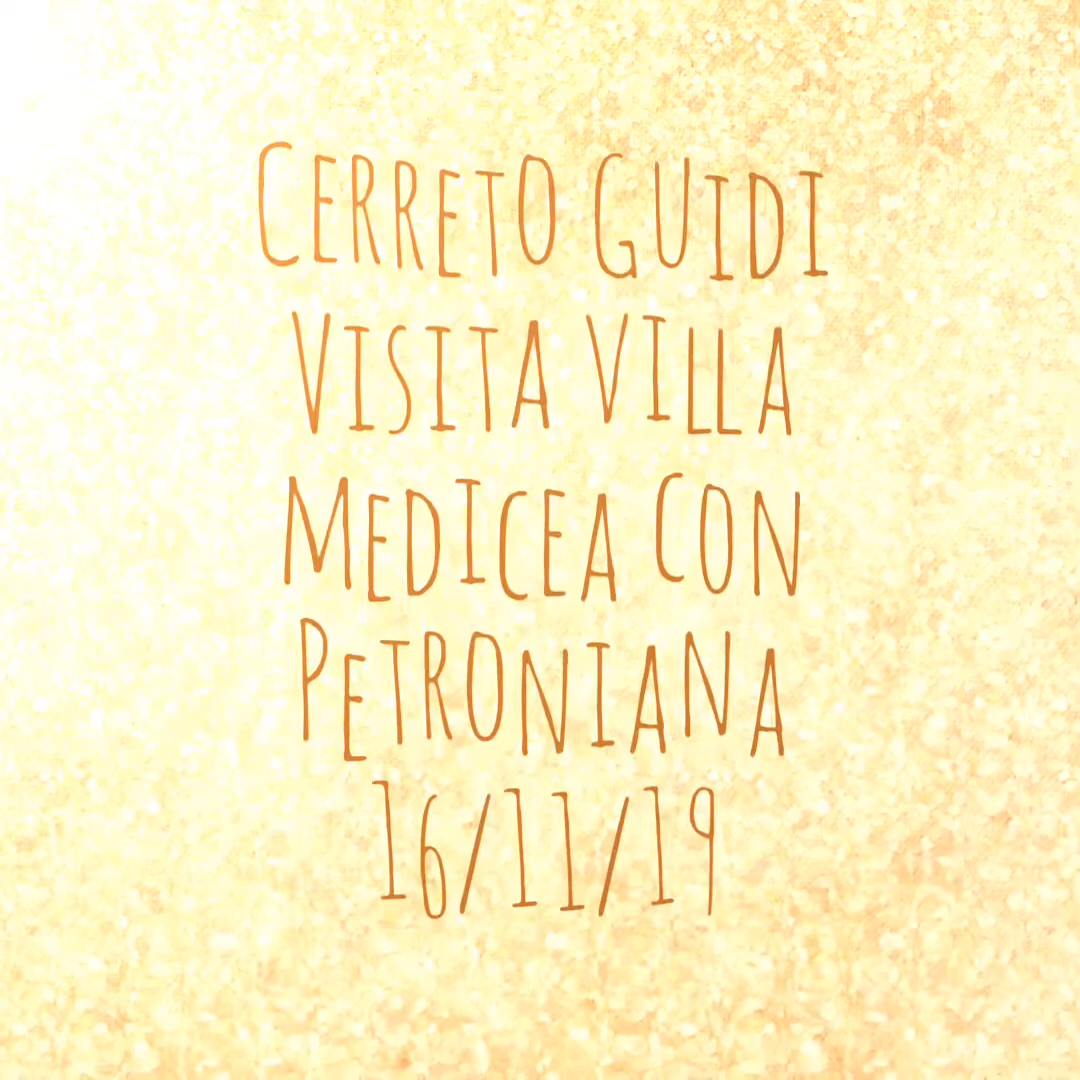 CERRETO GUIDI
VISITA VILLA
MEDICEA CON
PETRONIANA
16/11/19